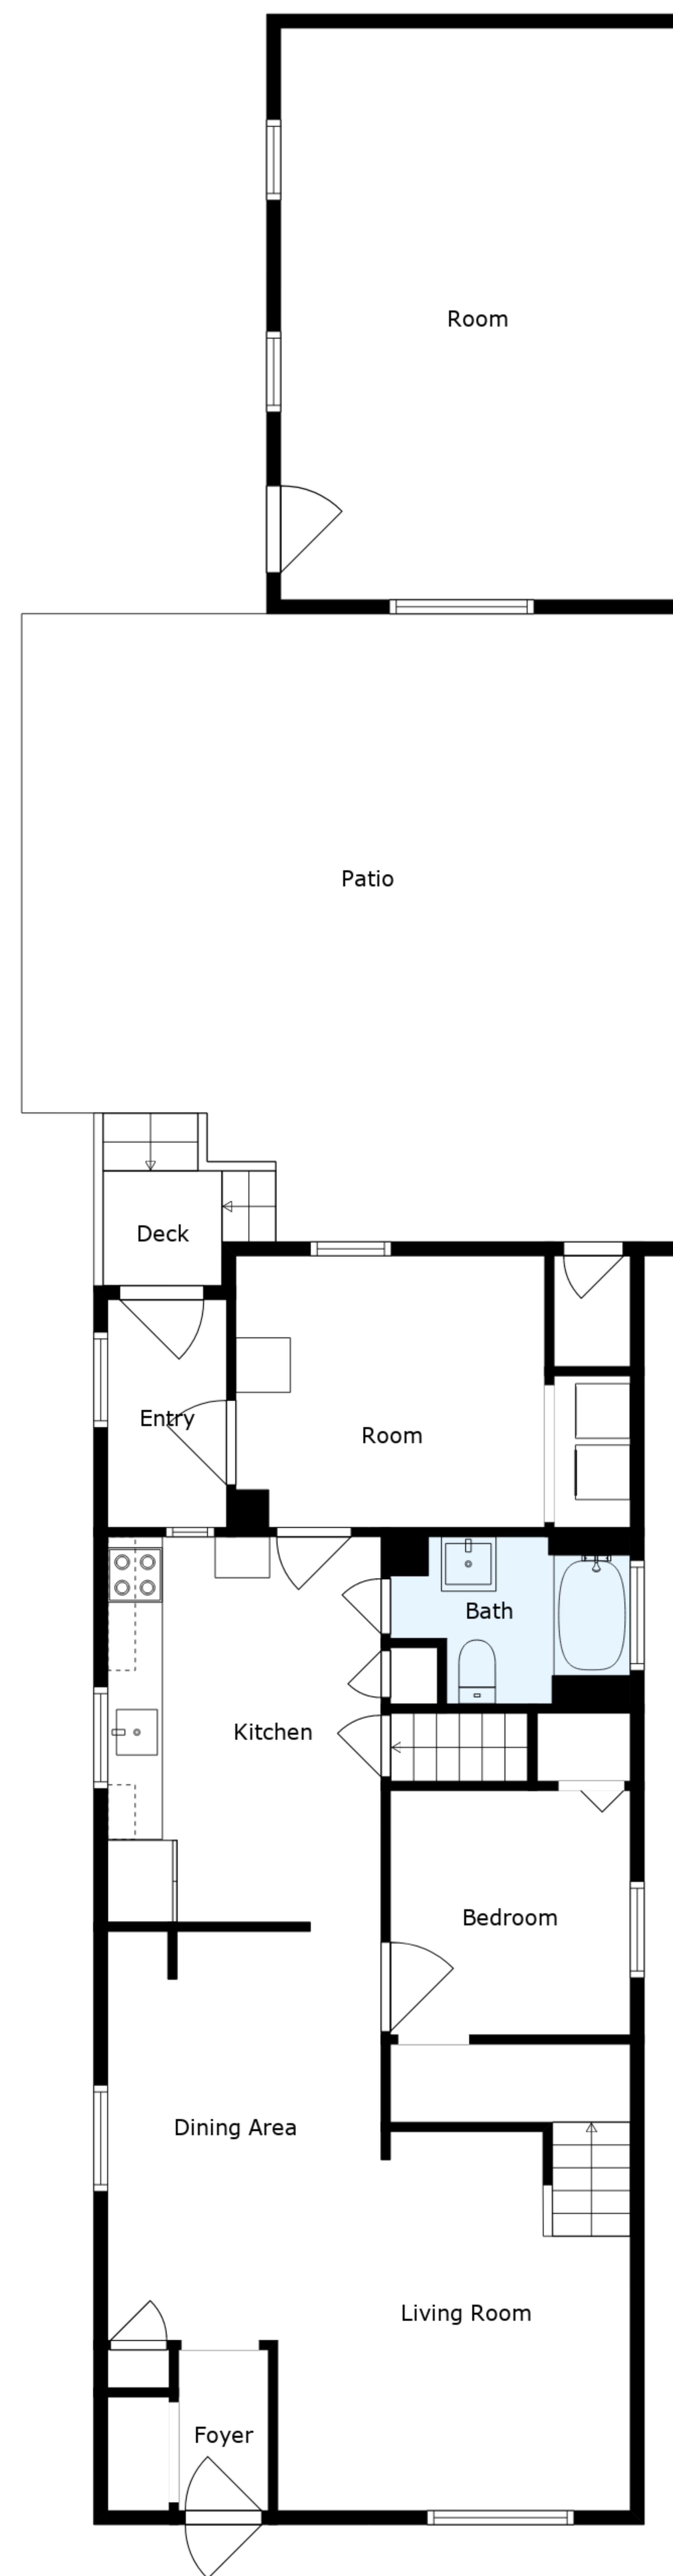 Room
Patio
Deck
Entry
Room
Bath
Kitchen
Bedroom
Dining Area
Living Room
Foyer